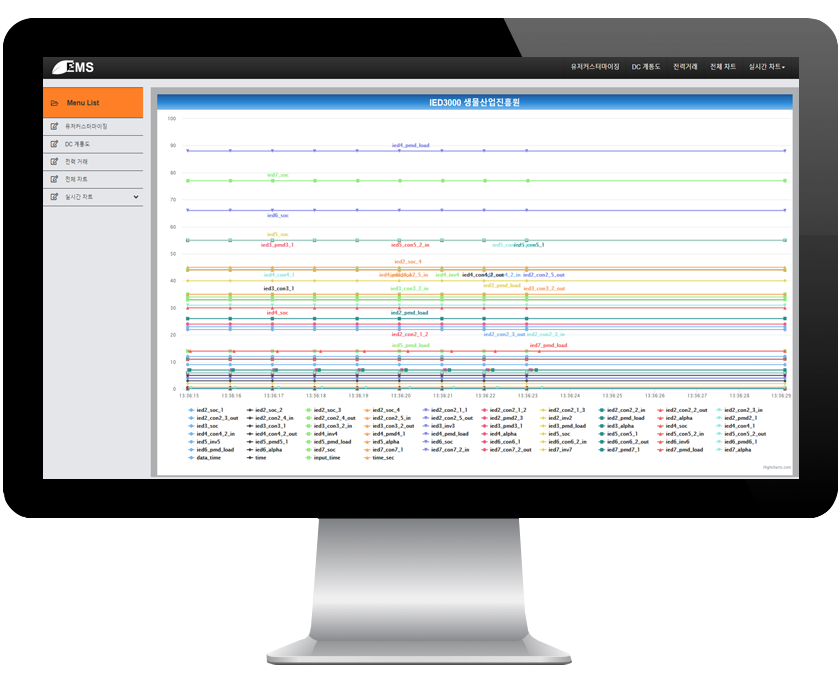 EMS
유저커스터마이징 DC 계통도 전력거래 전체 차트 실시간 차트
Menu List
유저커스터마이징
DC 계통도
전력 거래
전체 차트
실시간 차트
IED3000 생물산업진흥원
100
90
80
70
60
50
40
30
20
10
0
ied4_pmd_load
ied7_soc
ied6_soc
ied5_soc
ied3_pmd3_1 ied5_con5_2_in ied5_con5_1
ied2_soc_4
ied4_con4_1 ied4_inv4 ied2_con2_5_out
ied3_con3_1 ied3_con3_2_in ied3_pmd_load ied3_con3_2_out
ied4_soc ied2_pmd_load
ied2_con2_1_2 ied2_con2_3_out ied2_con2_3_in
ied5_pmd_load ied7_pmd_load
13:36:15 13:36:16 13:36:17 13:36:18 13:36:19 13:36:20 13:36:21 13:36:22 13:36:23 13:36:24 13:36:25 13:36:26 13:36:27 13:36:28 13:36:29
ied2_soc_1 ied2_soc_2 ied2_soc_3 ied2_soc_4 ied2_con2_1_1 ied2_con2_1_2 ied2_con2_1_3 ied2_con2_2_in ied2_con2_2_out ied2_con2_3_in
ied2_con2_3_out ied2_con2_4_in ied2_con2_4_out ied2_con2_5_in ied2_con2_5_out ied2_pmd2_3 ied2_inv2 ied2_pmd_load ied2_alpha ied2_pmd2_1
ied3_soc ied3_con3_1 ied3_con3_2_in ied3_con3_2_out ied3_inv3 ied3_pmd3_1 ied3_pmd_load ied3_alpha ied4_soc ied4_con4_1
ied4_con4_2_in ied4_con4_2_out ied4_inv4 ied4_pmd4_1 ied4_pmd_load ied4_alpha ied5_soc ied5_con5_1 ied5_con5_2_in ied5_con5_2_out
ied5_inv5 ied5_pmd5_1 ied5_pmd_load ied5_alpha ied6_soc ied6_con6_1 ied6_con6_2_in ied6_con6_2_out ied6_inv6 ied6_pmd6_1
ied6_pmd_load ied6_alpha ied7_soc ied7_con7_1 ied7_con7_2_in ied7_con7_2_out ied7_inv7 ied7_pmd7_1 ied7_pmd_load ied7_alpha
data_time time input_time time_sec
Highcharts.com